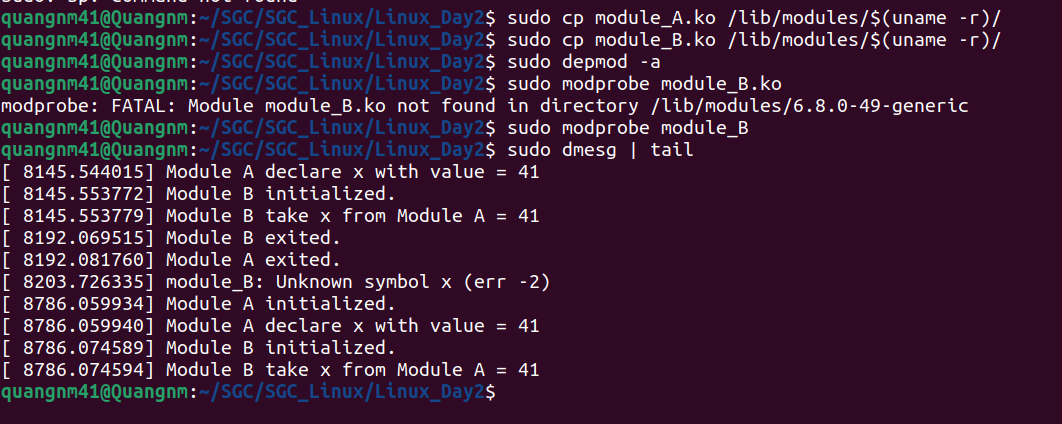 quangnm41@Quangnm:~/SGC/SGC_Linux/Linux_Day2$ sudo cp module_A.ko /lib/modules/$(uname -r)/
quangnm41@Quangnm:~/SGC/SGC_Linux/Linux_Day2$ sudo cp module_B.ko /lib/modules/$(uname -r)/
quangnm41@Quangnm:~/SGC/SGC_Linux/Linux_Day2$ sudo depmod -a
quangnm41@Quangnm:~/SGC/SGC_Linux/Linux_Day2$ sudo modprobe module_B.ko
modprobe: FATAL: Module module_B.ko not found in directory /lib/modules/6.8.0-49-generic
quangnm41@Quangnm:~/SGC/SGC_Linux/Linux_Day2$ sudo modprobe module_B
quangnm41@Quangnm:~/SGC/SGC_Linux/Linux_Day2$ sudo dmesg | tail
[ 8145.544015] Module A declare x with value = 41
[ 8145.553772] Module B initialized.
[ 8145.553779] Module B take x from Module A = 41
[ 8192.069515] Module B exited.
[ 8192.081760] Module A exited.
[ 8203.726335] module_B: Unknown symbol x (err -2)
[ 8786.059934] Module A initialized.
[ 8786.059940] Module A declare x with value = 41
[ 8786.074589] Module B initialized.
[ 8786.074594] Module B take x from Module A = 41
quangnm41@Quangnm:~/SGC/SGC_Linux/Linux_Day2$